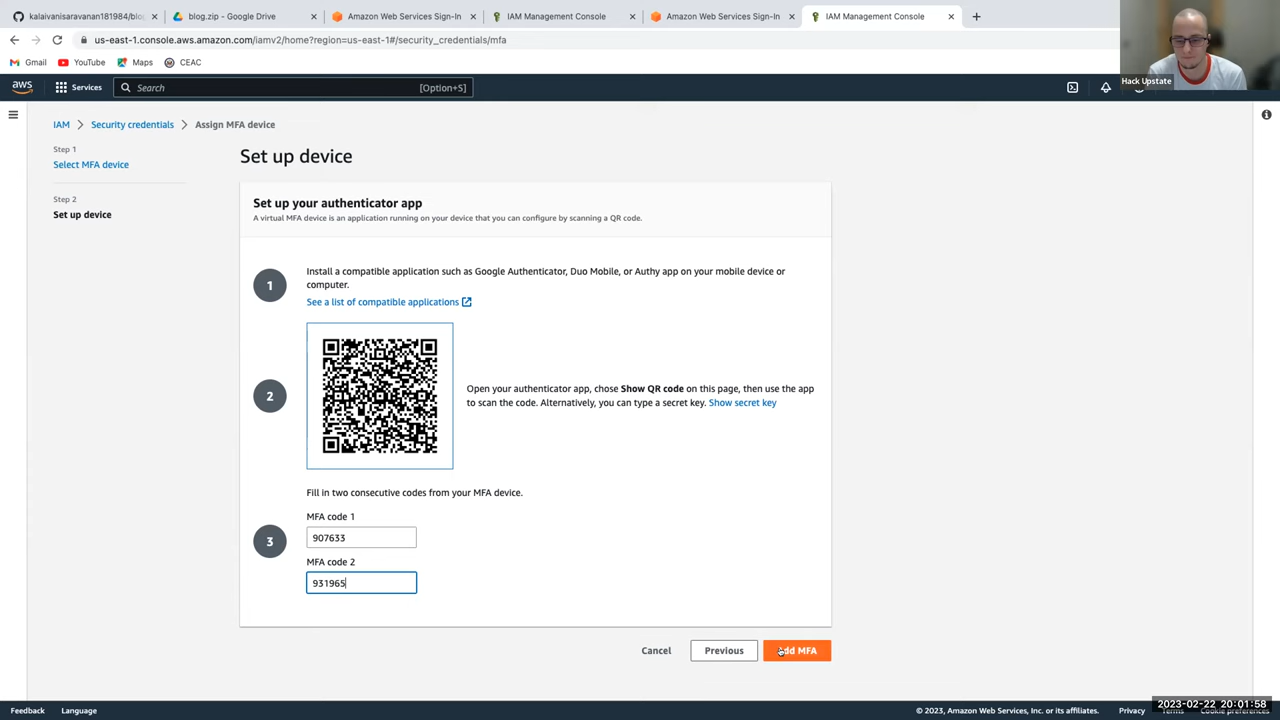 kalaivanisaravanan181984/blo
blog.zip - Google Drive
Amazon Web Services Sign-In
IAM Management Console
Amazon Web Services Sign-In
IAM Management Console
us-east-1.console.aws.amazon.com/iamv2/home?region=us-east-1#/security_credentials/mfa
Gmail
YouTube
Maps
CEAC
Hack Upstate
aws
Services
Search
[Option+S]
IAM > Security credentials > Assign MFA device
Step 1
Select MFA device
Step 2
Set up device
Set up device
Set up your authenticator app
A virtual MFA device is an application running on your device that you can configure by scanning a QR code.
1
Install a compatible application such as Google Authenticator, Duo Mobile, or Authy app on your mobile device or
computer.
See a list of compatible applications
2
Open your authenticator app, chose Show QR code on this page, then use the app
to scan the code. Alternatively, you can type a secret key. Show secret key
Fill in two consecutive codes from your MFA device.
3
MFA code 1
907633
MFA code 2
931965
Cancel
Previous
Add MFA
Feedback
Language
© 2023, Amazon Web Services, Inc. or its affiliates.
Privacy
Terms
Cookie preferences
2023-02-22 20:01:58